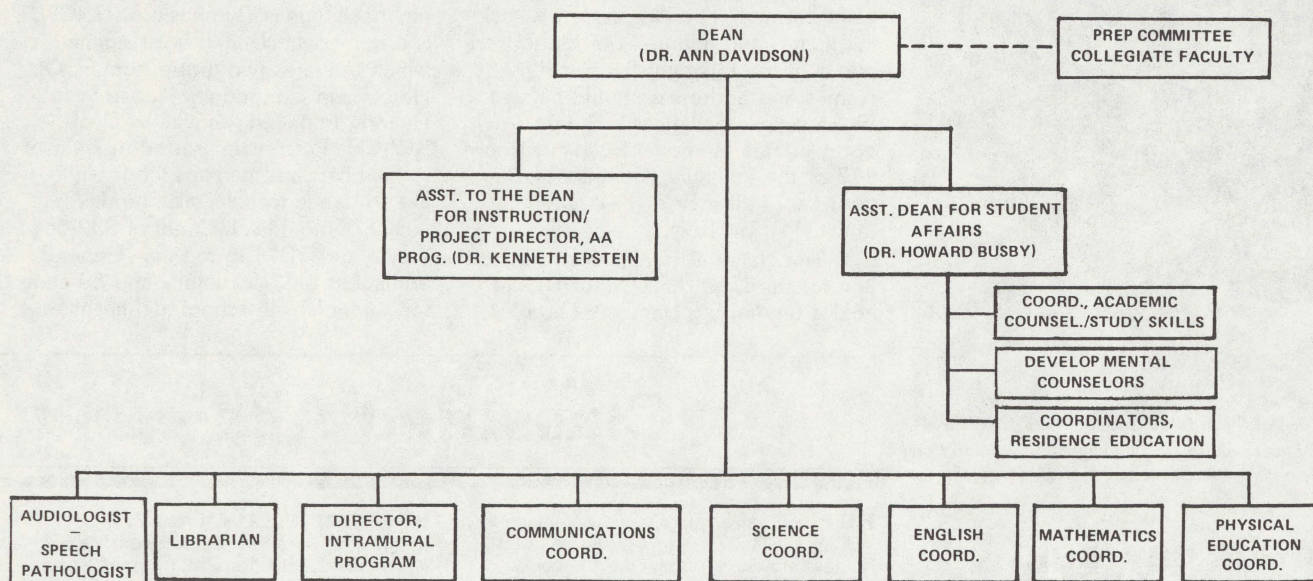 DEAN
(DR. ANN DAVIDSON)
PREP COMMITTEE
COLLEGIATE FACULTY
ASST. TO THE DEAN
FOR INSTRUCTION/
PROJECT DIRECTOR, AA
PROG. (DR. KENNETH EPSTEIN
ASST. DEAN FOR STUDENT
AFFAIRS
(DR. HOWARD BUSBY)
COORD., ACADEMIC
COUNSEL./STUDY SKILLS
DEVELOP MENTAL
COUNSELORS
COORDINATORS,
RESIDENCE EDUCATION
AUDIOLOGIST
SPEECH
PATHOLOGIST
LIBRARIAN
DIRECTOR,
INTRAMURAL
PROGRAM
COMMUNICATIONS
COORD.
SCIENCE
COORD.
ENGLISH
COORD.
MATHEMATICS
COORD.
PHYSICAL
EDUCATION
COORD.